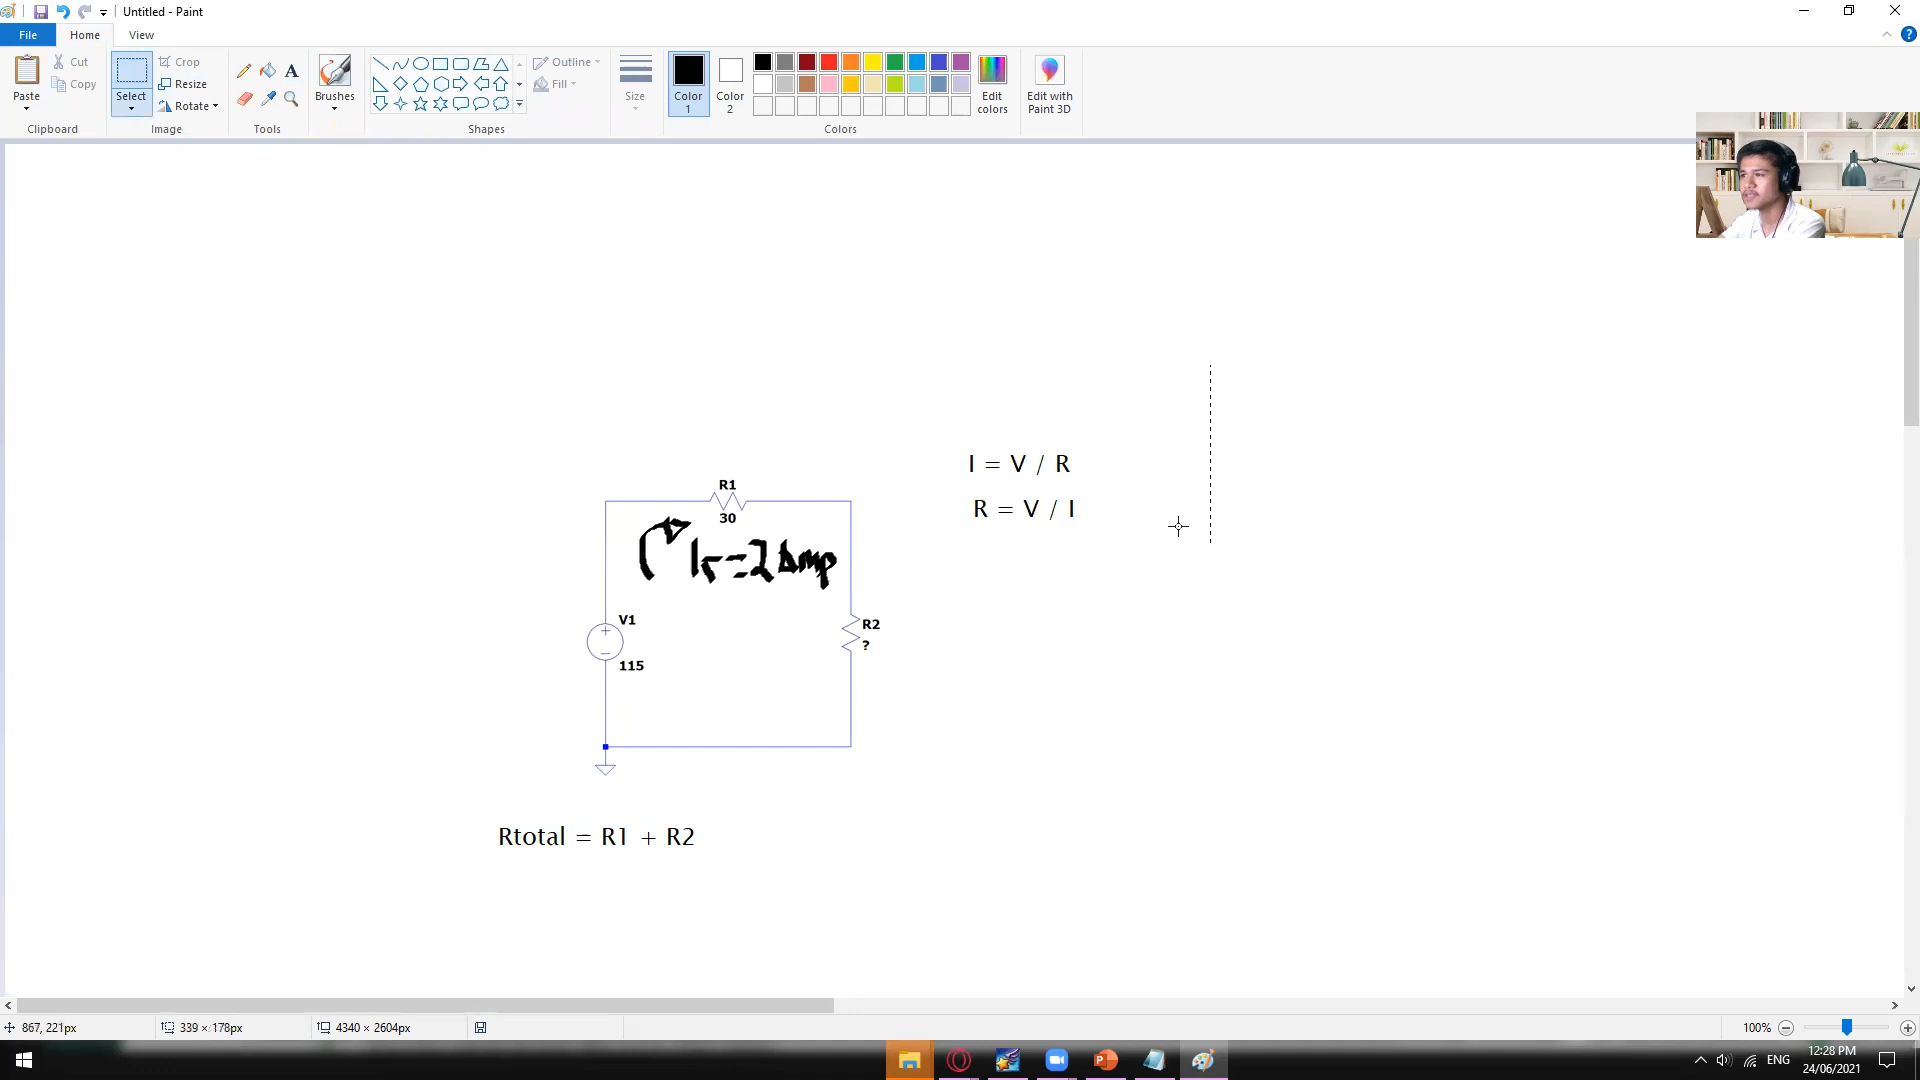 Untitled - Paint
File Home View
Paste
Cut
Copy
Clipboard
Select
Crop
Resize
Rotate
Image
Tools
Brushes
Shapes
Outline
Fill
Size
Color 1
Color 2
Colors
Edit colors
Edit with Paint 3D
I = V / R
R = V / I
R1
30
= 2 Amp
V1
115
R2
?
Rtotal = R1 + R2
867, 221px
339 × 178px
4340 × 2604px
100%
ENG
12:28 PM
24/06/2021